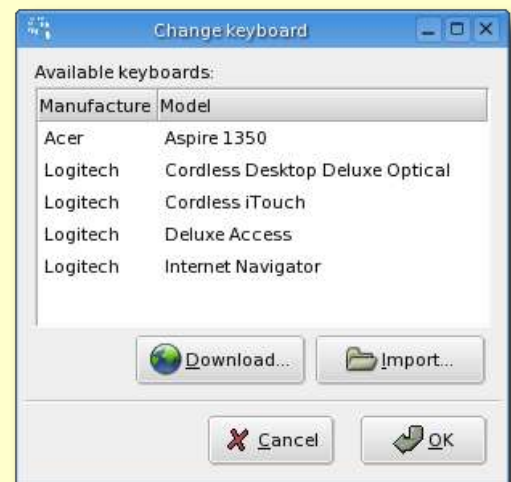 Change keyboard
Available keyboards:
Manufacture Model
Acer Aspire 1350
Logitech Cordless Desktop Deluxe Optical
Logitech Cordless iTouch
Logitech Deluxe Access
Logitech Internet Navigator
Download... Import...
Cancel OK